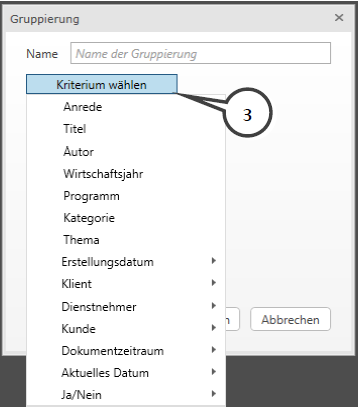 Gruppierung
Name Name der Gruppierung
Kriterium wählen
3
Anrede
Titel
Autor
Wirtschaftsjahr
Programm
Kategorie
Thema
Erstellungsdatum
Klient
Dienstnehmer
Kunde
Abbrechen
Dokumentzeitraum
Aktuelles Datum
Ja/Nein